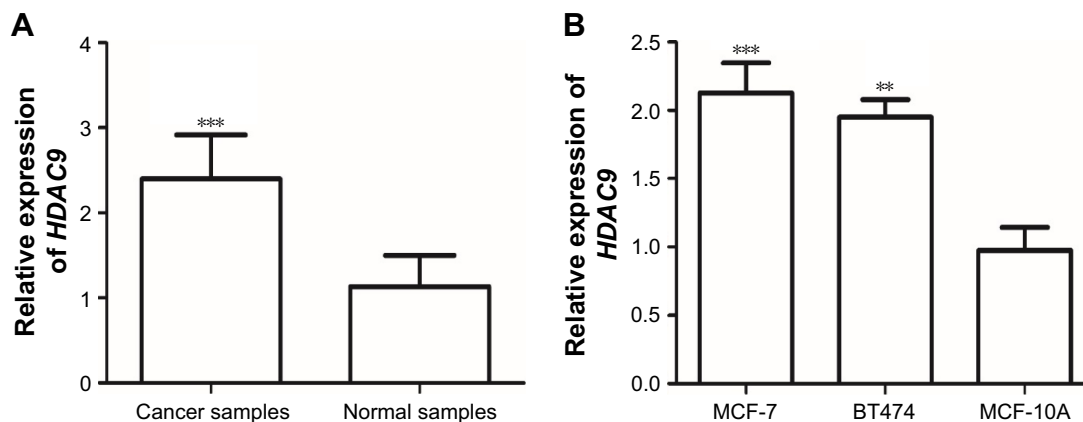 A
Relative expression
of HDAC9
4
3
2
1
0
***
Cancer samples
Normal samples
B
Relative expression of
HDAC9
2.5
2.0
1.5
1.0
0.5
0.0
***
**
MCF-7
BT474
MCF-10A